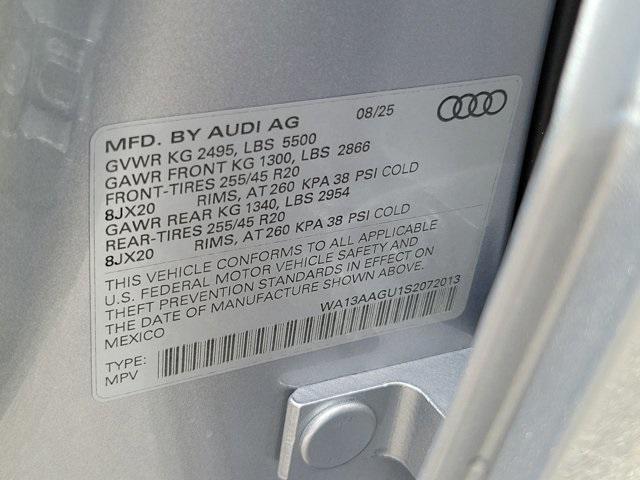 MFD. BY AUDI AG 08/25
GVWR KG 2495, LBS 5500
GAWR FRONT KG 1300, LBS 2866
FRONT-TIRES 255/45 R20
8JX20 RIMS, AT 260 KPA 38 PSI COLD
GAWR REAR KG 1340, LBS 2954
REAR-TIRES 255/45 R20
8JX20 RIMS, AT 260 KPA 38 PSI COLD
THIS VEHICLE CONFORMS TO ALL APPLICABLE
U.S. FEDERAL MOTOR VEHICLE SAFETY AND
THEFT PREVENTION STANDARDS IN EFFECT ON
THE DATE OF MANUFACTURE SHOWN ABOVE.
MEXICO WA13AAGU1S2072013
TYPE:
MPV